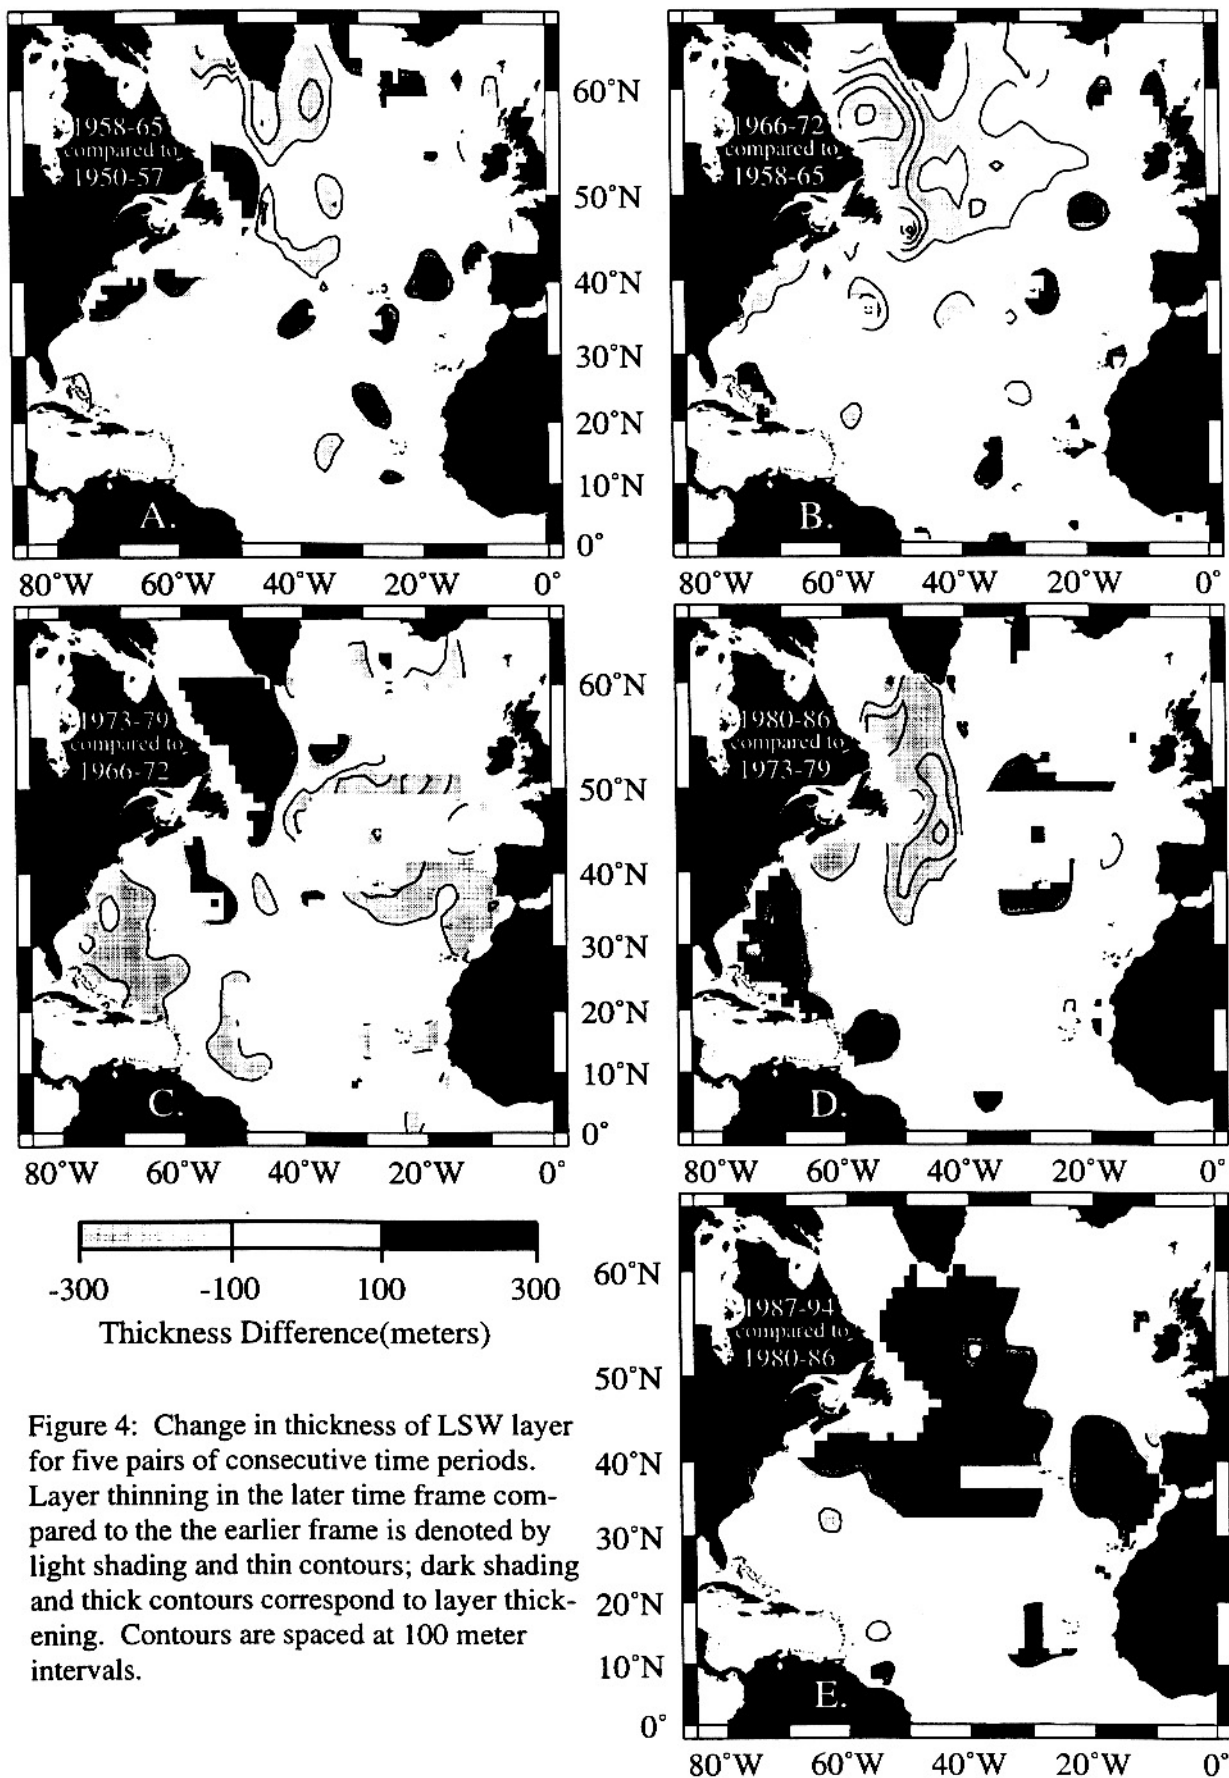 1958-65
compared to
1950-57
A.
60°N
50°N
40°N
30°N
20°N
10°N
0°
80°W 60°W 40°W 20°W 0°
1966-72
compared to
1958-65
B.
80°W 60°W 40°W 20°W 0°
1973-79
compared to
1966-72
C.
60°N
50°N
40°N
30°N
20°N
10°N
0°
80°W 60°W 40°W 20°W 0°
1980-86
compared to
1973-79
D.
80°W 60°W 40°W 20°W 0°
-300 -100 100 300
Thickness Difference(meters)
Figure 4: Change in thickness of LSW layer
for five pairs of consecutive time periods.
Layer thinning in the later time frame com-
pared to the the earlier frame is denoted by
light shading and thin contours; dark shading
and thick contours correspond to layer thick-
ening. Contours are spaced at 100 meter
intervals.
1987-94
compared to
1980-86
E.
60°N
50°N
40°N
30°N
20°N
10°N
0°
80°W 60°W 40°W 20°W 0°